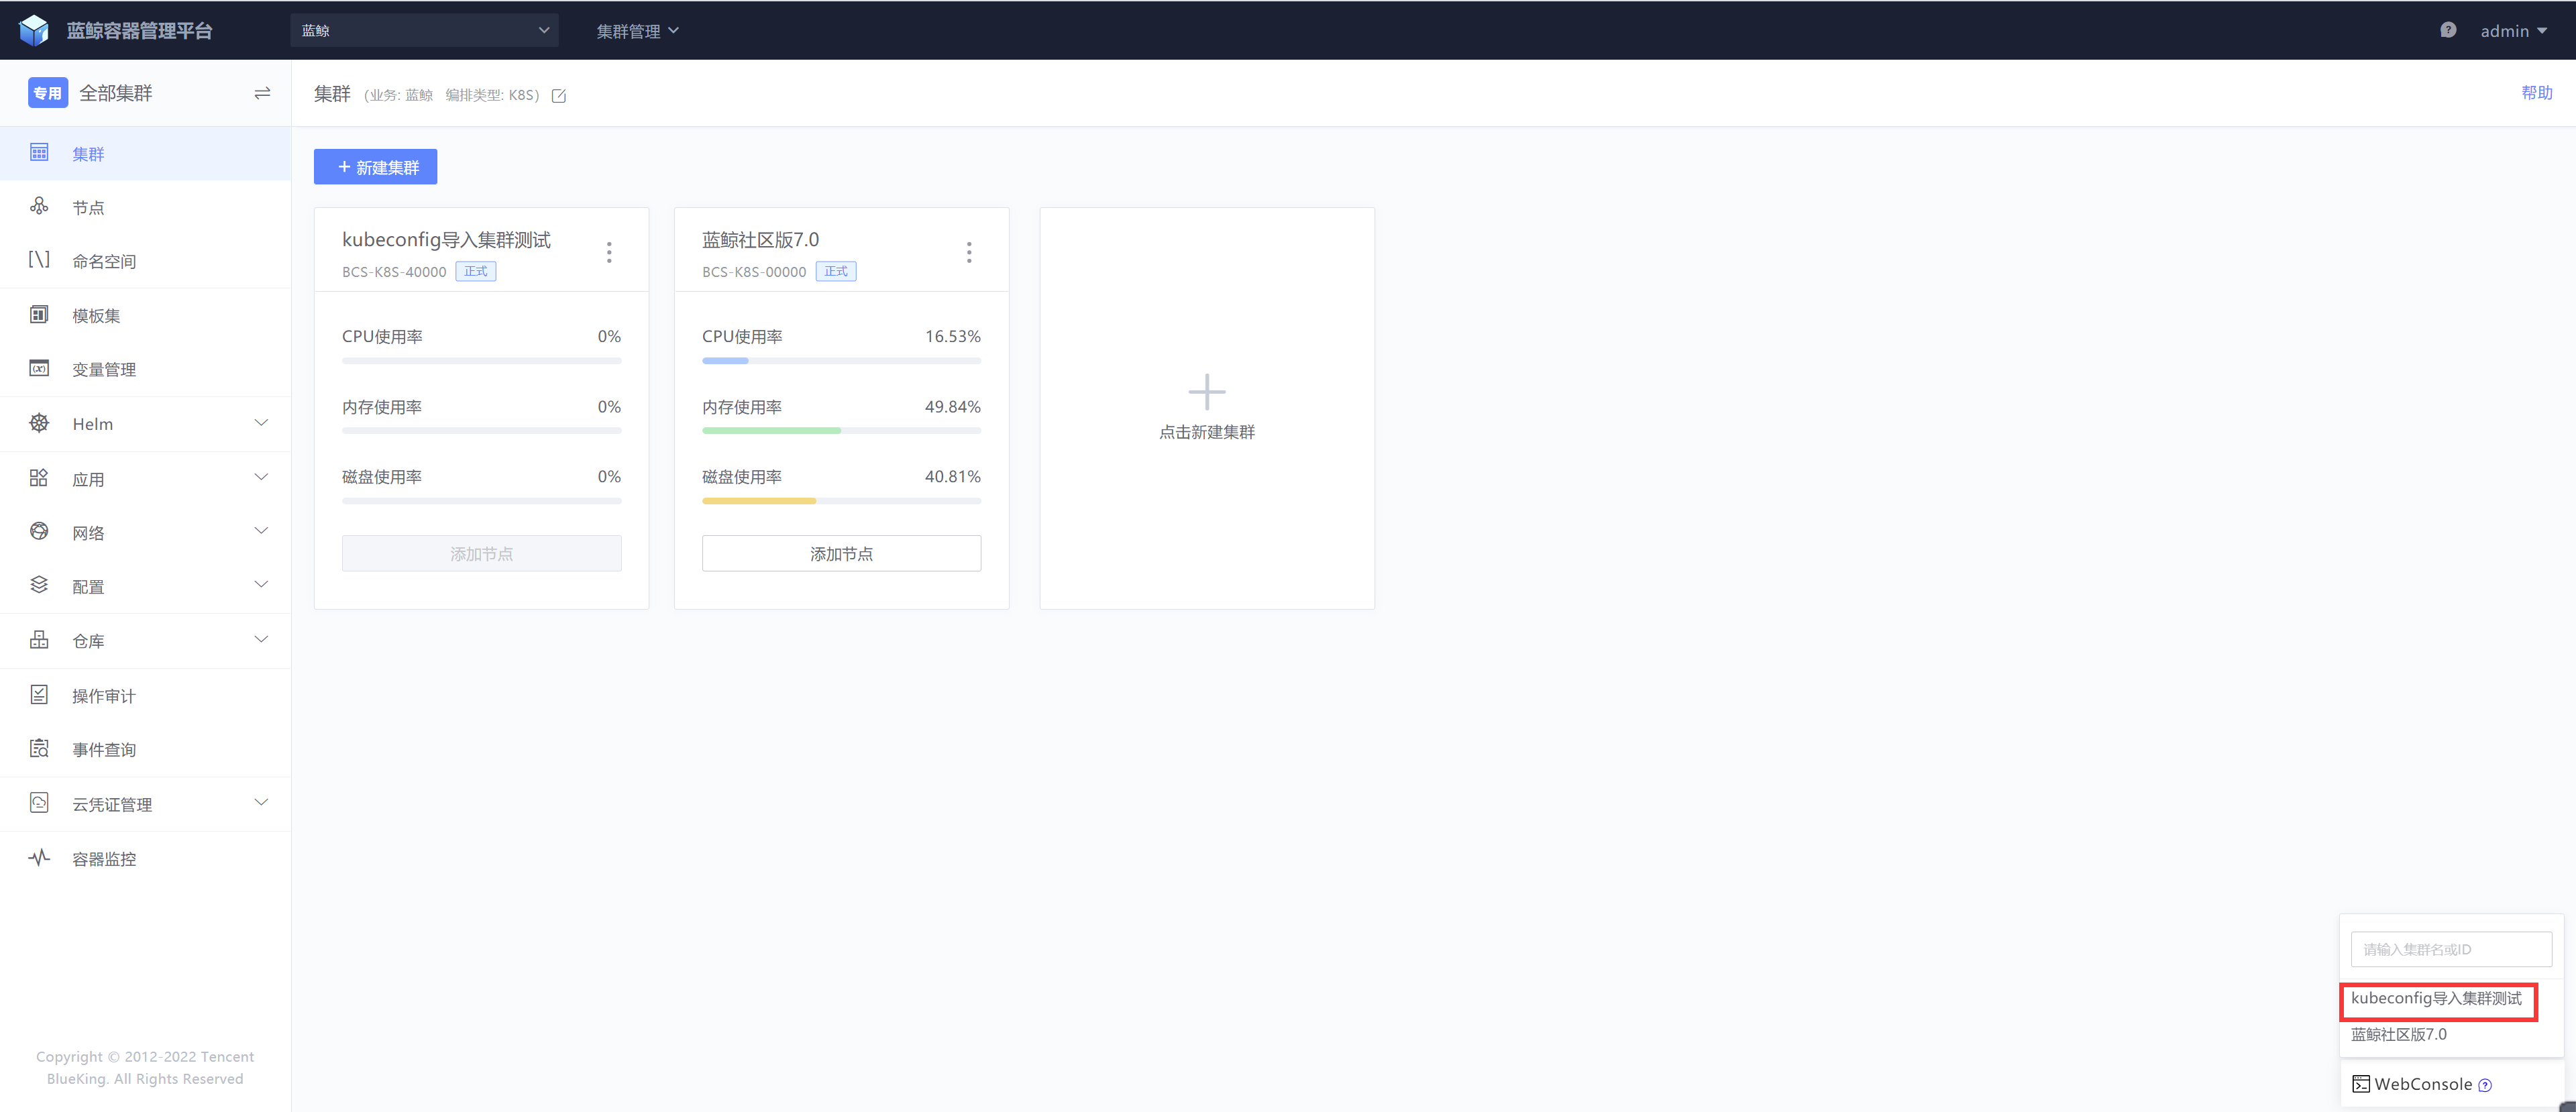 蓝鲸容器管理平台
蓝鲸
集群管理
admin
专用 全部集群
集群 (业务: 蓝鲸 编排类型: K8S)
帮助
集群
节点
命名空间
模板集
变量管理
Helm
应用
网络
配置
仓库
操作审计
事件查询
云凭证管理
容器监控
Copyright © 2012-2022 Tencent
BlueKing. All Rights Reserved
+ 新建集群
kubeconfig导入集群测试
BCS-K8S-40000 正式
CPU使用率 0%
内存使用率 0%
磁盘使用率 0%
添加节点
蓝鲸社区版7.0
BCS-K8S-00000 正式
CPU使用率 16.53%
内存使用率 49.84%
磁盘使用率 40.81%
添加节点
点击新建集群
请输入集群名或ID
kubeconfig导入集群测试
蓝鲸社区版7.0
WebConsole